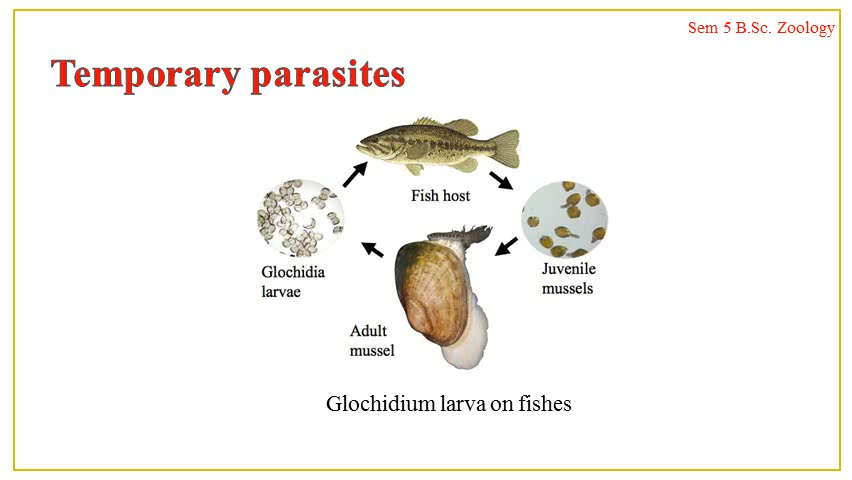 Sem 5 B.Sc. Zoology
Temporary parasites
Fish host
Glochidia
larvae
Juvenile
mussels
Adult
mussel
Glochidium larva on fishes